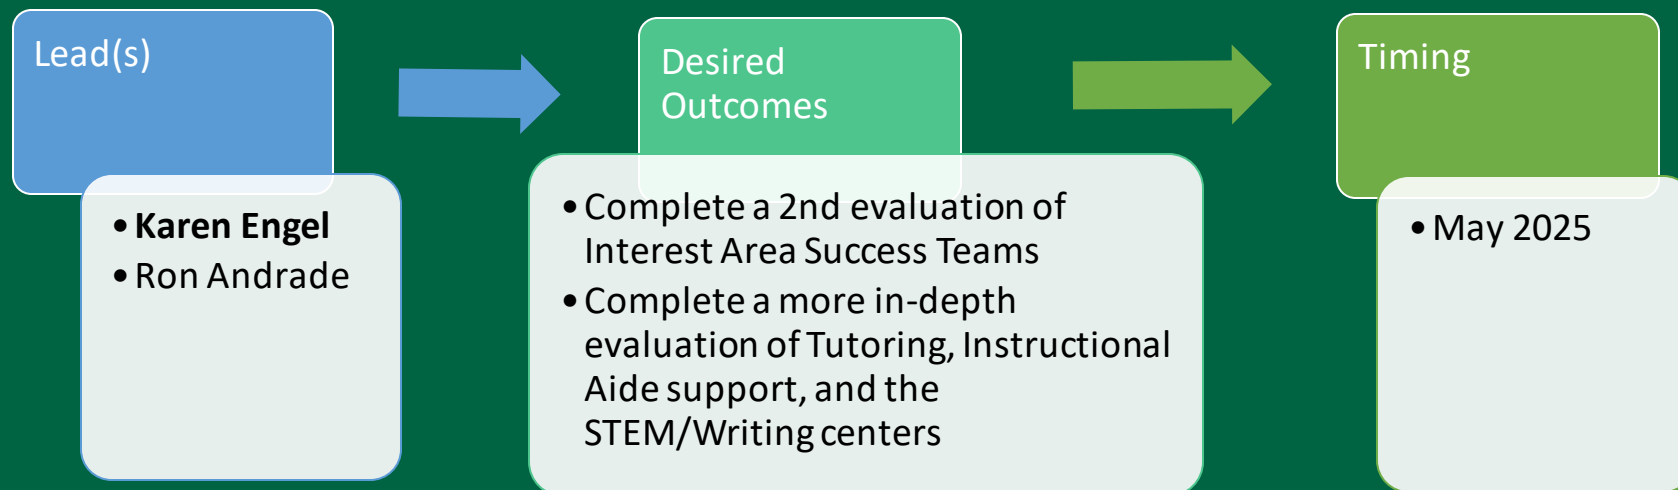 Lead(s)
• Karen Engel
• Ron Andrade
Desired
Outcomes
• Complete a 2nd evaluation of
Interest Area Success Teams
• Complete a more in-depth
evaluation of Tutoring, Instructional
Aide support, and the
STEM/Writing centers
Timing
• May 2025